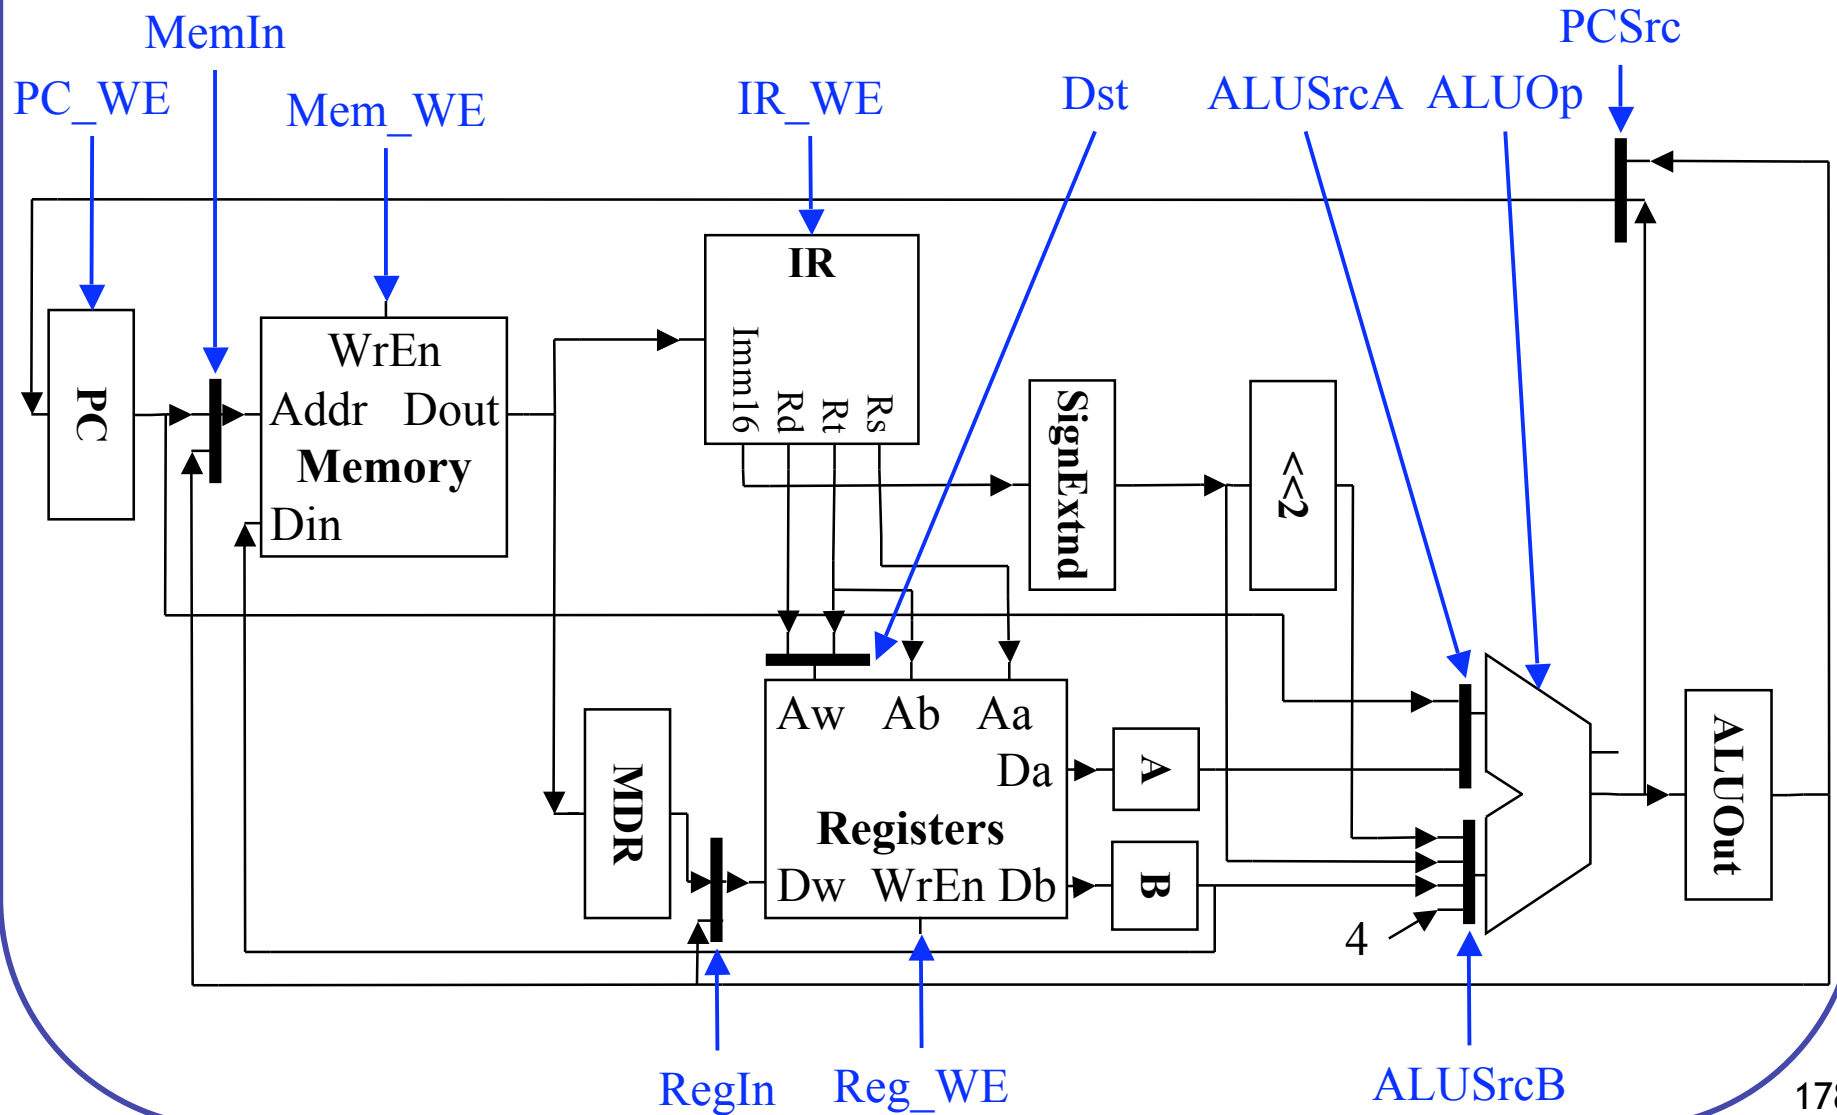 MemIn
PCSrc
PC_WE
Mem_WE
IR_WE
Dst
ALUSrcA
ALUOp
IR
Imm16
Rd
Rt
Rs
PC
WrEn
Addr Dout
Memory
Din
SignExtnd
<<2
MDR
Aw Ab Aa
Da
Registers
Dw WrEn Db
A
B
4
ALUOut
RegIn
Reg_WE
ALUSrcB
178